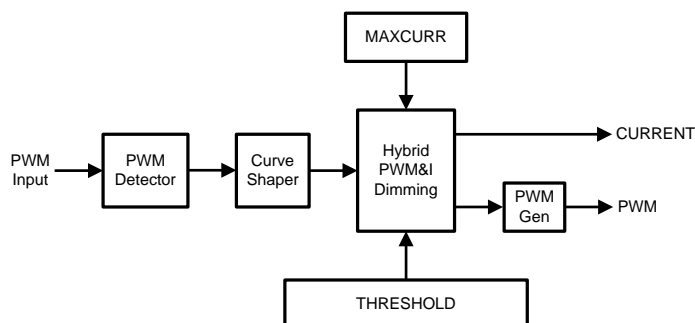 MAXCURR
PWM
Input
PWM
Detector
Curve
Shaper
Hybrid
PWM&I
Dimming
CURRENT
PWM
Gen
PWM
THRESHOLD